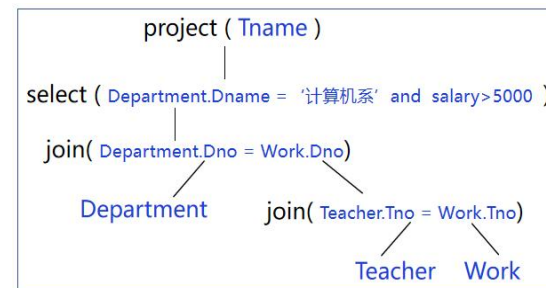 project ( Tname )
select ( Department.Dname = ‘计算机系’ and salary>5000 )
join( Department.Dno = Work.Dno)
Department
join( Teacher.Tno = Work.Tno)
Teacher Work